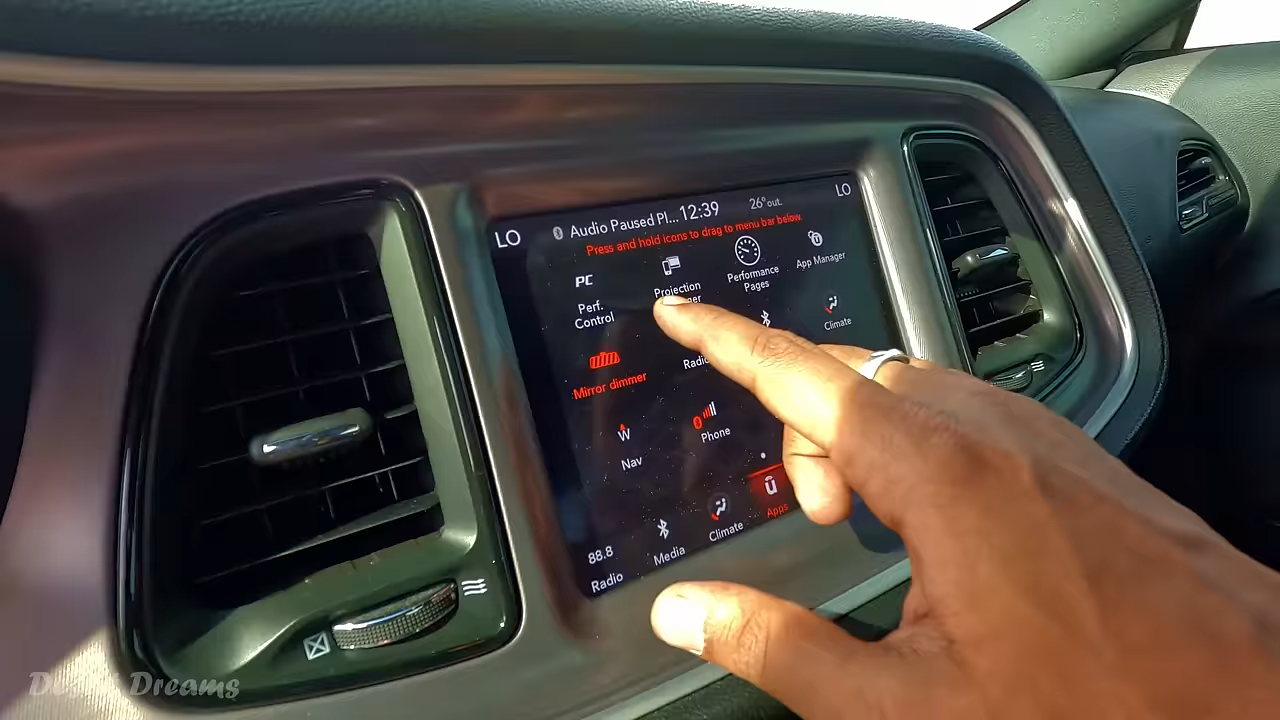 LO
Audio Paused Pl... 12:39
26° out.
LO
Press and hold icons to drag to menu bar below.
PC
Perf.
Control
Projection
Performance
Pages
App Manager
Mirror dimmer
Climate
W
Nav
Phone
88.8
Radio
Media
Climate
Apps
Dreams